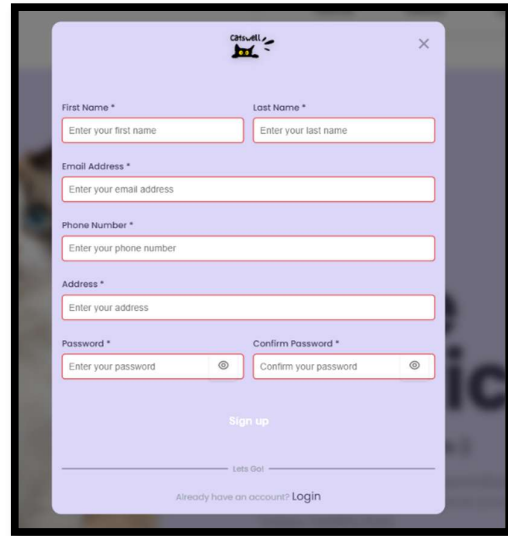 Catswell
First Name * Last Name *
Enter your first name Enter your last name
Email Address *
Enter your email address
Phone Number *
Enter your phone number
Address *
Enter your address
Password * Confirm Password *
Enter your password Confirm your password
Sign up
Lets Go!
Already have an account? Login
ic